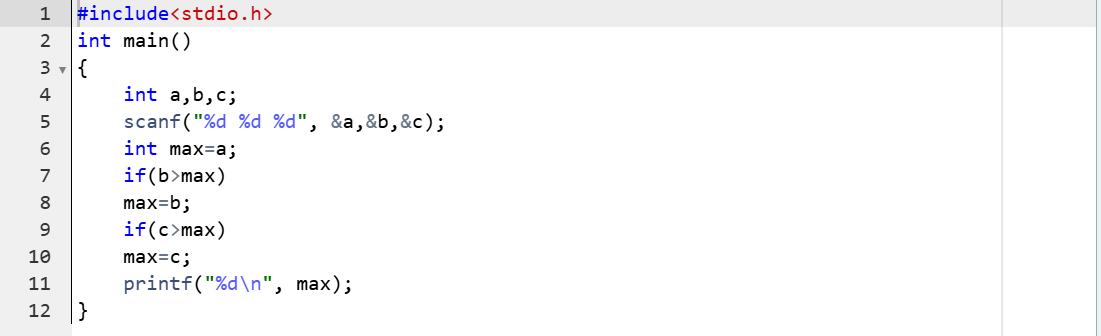 1 #include<stdio.h>
2 int main()
3 {
4 int a,b,c;
5 scanf("%d %d %d", &a,&b,&c);
6 int max=a;
7 if(b>max)
8 max=b;
9 if(c>max)
10 max=c;
11 printf("%d\n", max);
12 }